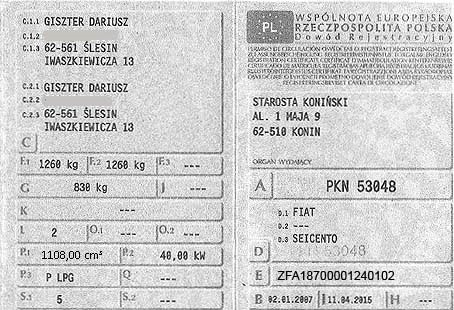 C.1.1 GISZTER DARIUSZ
C.1.2
C.1.3 62-561 ŚLESIN
IWASZKIEWICZA 13
C.2.1 GISZTER DARIUSZ
C.2.2
C.2.3 62-561 ŚLESIN
IWASZKIEWICZA 13
C
F.1 1260 kg F.2 1260 kg F.3 ---
G 830 kg J ---
K ---
L 2 O.1 --- O.2 ---
P.1 1108,00 cm³ P.2 40,00 kW
P.3 P LPG Q ---
S.1 5 S.2 ---
PL
WSPÓLNOTA EUROPEJSKA
RZECZPOSPOLITA POLSKA
Dowód Rejestracyjny
STAROSTA KONIŃSKI
AL. 1 MAJA 9
62-510 KONIN
ORGAN WYDAJĄCY
A PKN 53048
D.1 FIAT
D.2 ---
D.3 SEICENTO
D
E ZFA18700001240102
B 02.01.2007 I 11.04.2015 H ---